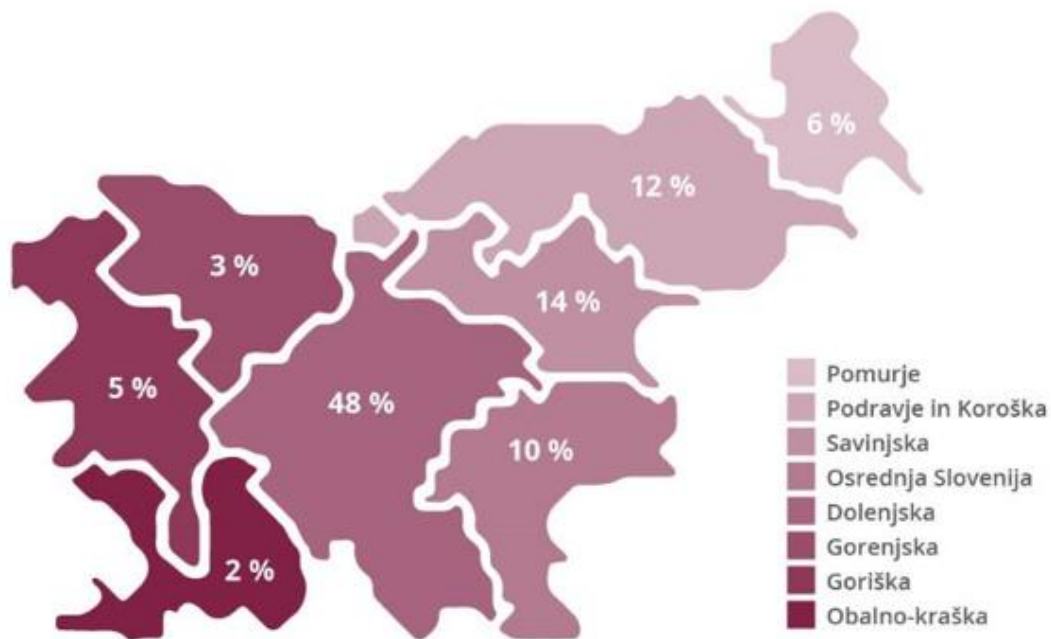 6 %
12 %
3 %
14 %
5 %
48 %
10 %
2 %
Pomurje
Podravje in Koroška
Savinjska
Osrednja Slovenija
Dolenjska
Gorenjska
Goriška
Obalno-kraška